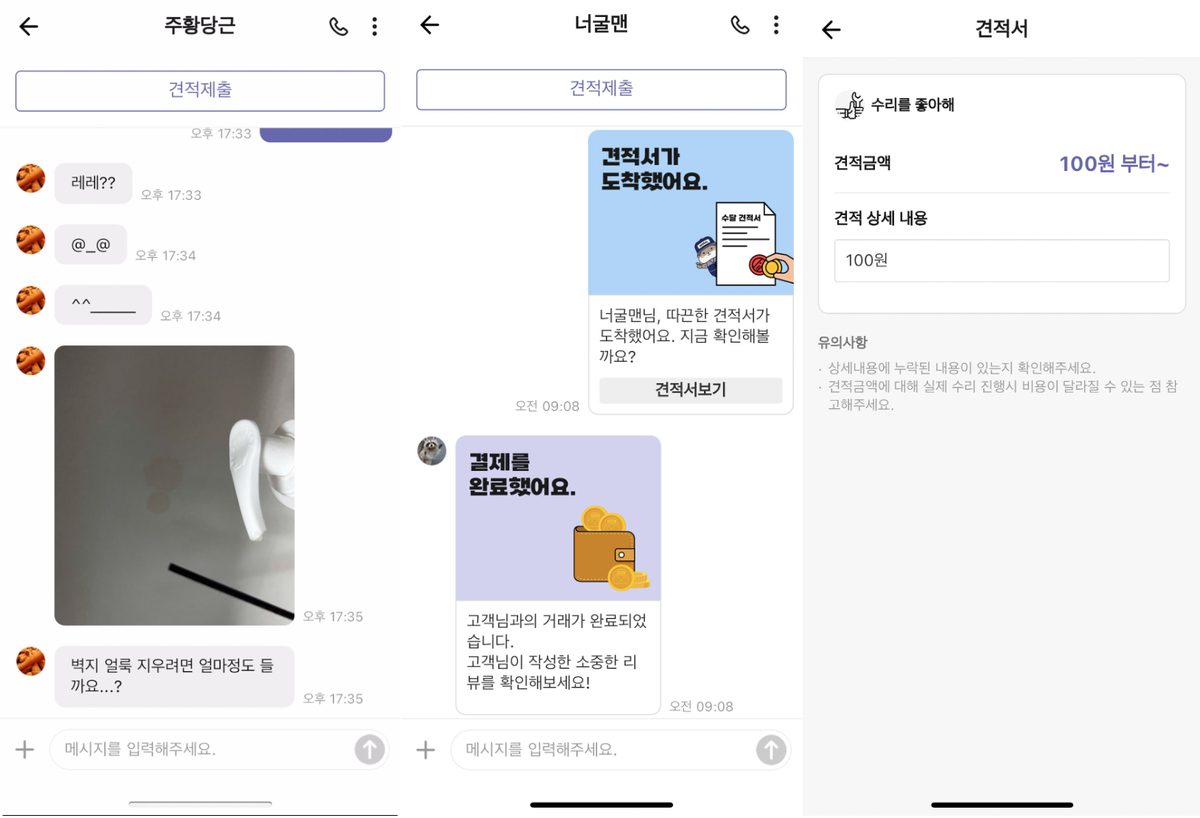 주황당근
견적제출
오후 17:33
레레??
오후 17:33
@_@
오후 17:34
^^______
오후 17:34
오후 17:35
벽지 얼룩 지우려면 얼마정도 들
까요...?
오후 17:35
메시지를 입력해주세요.
너굴맨
견적제출
견적서가
도착했어요.
수달 견적서
너굴맨님, 따끈한 견적서가
도착했어요. 지금 확인해볼
까요?
견적서보기
오전 09:08
결제를
완료했어요.
고객님과의 거래가 완료되었
습니다.
고객님이 작성한 소중한 리
뷰를 확인해보세요!
오전 09:08
메시지를 입력해주세요.
견적서
수리를 좋아해
견적금액
100원 부터~
견적 상세 내용
100원
유의사항
· 상세내용에 누락된 내용이 있는지 확인해주세요.
· 견적금액에 대해 실제 수리 진행시 비용이 달라질 수 있는 점 참
고해주세요.